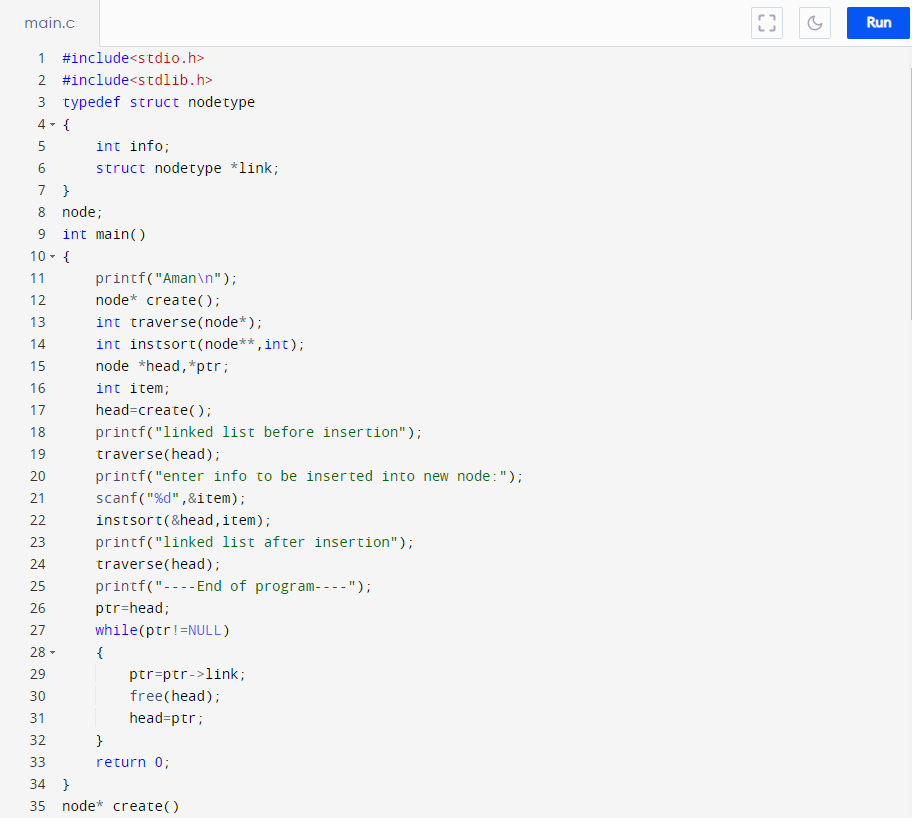 main.c
Run
1 #include<stdio.h>
2 #include<stdlib.h>
3 typedef struct nodetype
4 {
5     int info;
6     struct nodetype *link;
7 }
8 node;
9 int main()
10 {
11     printf("Aman\n");
12     node* create();
13     int traverse(node*);
14     int instsort(node**,int);
15     node *head,*ptr;
16     int item;
17     head=create();
18     printf("linked list before insertion");
19     traverse(head);
20     printf("enter info to be inserted into new node:");
21     scanf("%d",&item);
22     instsort(&head,item);
23     printf("linked list after insertion");
24     traverse(head);
25     printf("----End of program----");
26     ptr=head;
27     while(ptr!=NULL)
28     {
29         ptr=ptr->link;
30         free(head);
31         head=ptr;
32     }
33     return 0;
34 }
35 node* create()